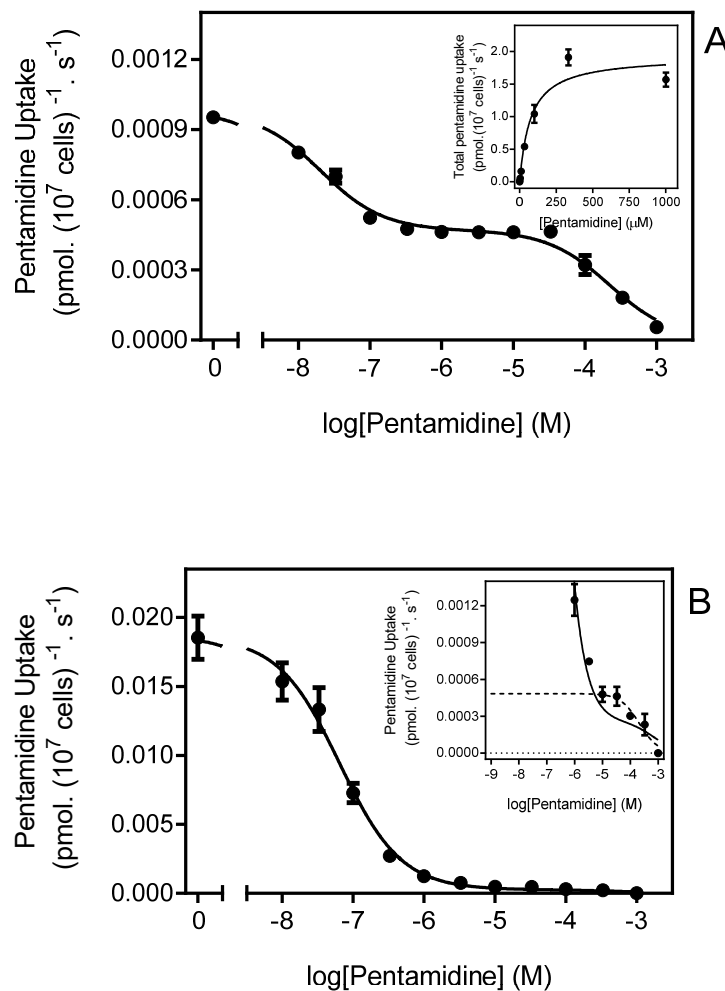 A
Pentamidine Uptake
(pmol. (10⁷ cells)⁻¹ . s⁻¹)
0.0012
0.0009
0.0006
0.0003
0.0000
0 -8 -7 -6 -5 -4 -3
log[Pentamidine] (M)
Total pentamidine uptake
(pmol.(10⁷ cells)⁻¹ s⁻¹)
2.0
1.5
1.0
0.5
0.0
0 250 500 750 1000
[Pentamidine] (μM)
B
Pentamidine Uptake
(pmol. (10⁷ cells)⁻¹ . s⁻¹)
0.020
0.015
0.010
0.005
0.000
0 -8 -7 -6 -5 -4 -3
log[Pentamidine] (M)
Pentamidine Uptake
(pmol. (10⁷ cells)⁻¹ . s⁻¹)
0.0012
0.0009
0.0006
0.0003
0.0000
-9 -8 -7 -6 -5 -4 -3
log[Pentamidine] (M)